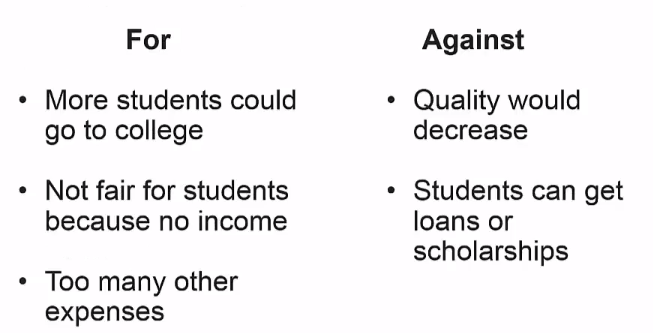 For
• More students could
go to college
• Not fair for students
because no income
• Too many other
expenses
Against
• Quality would
decrease
• Students can get
loans or
scholarships